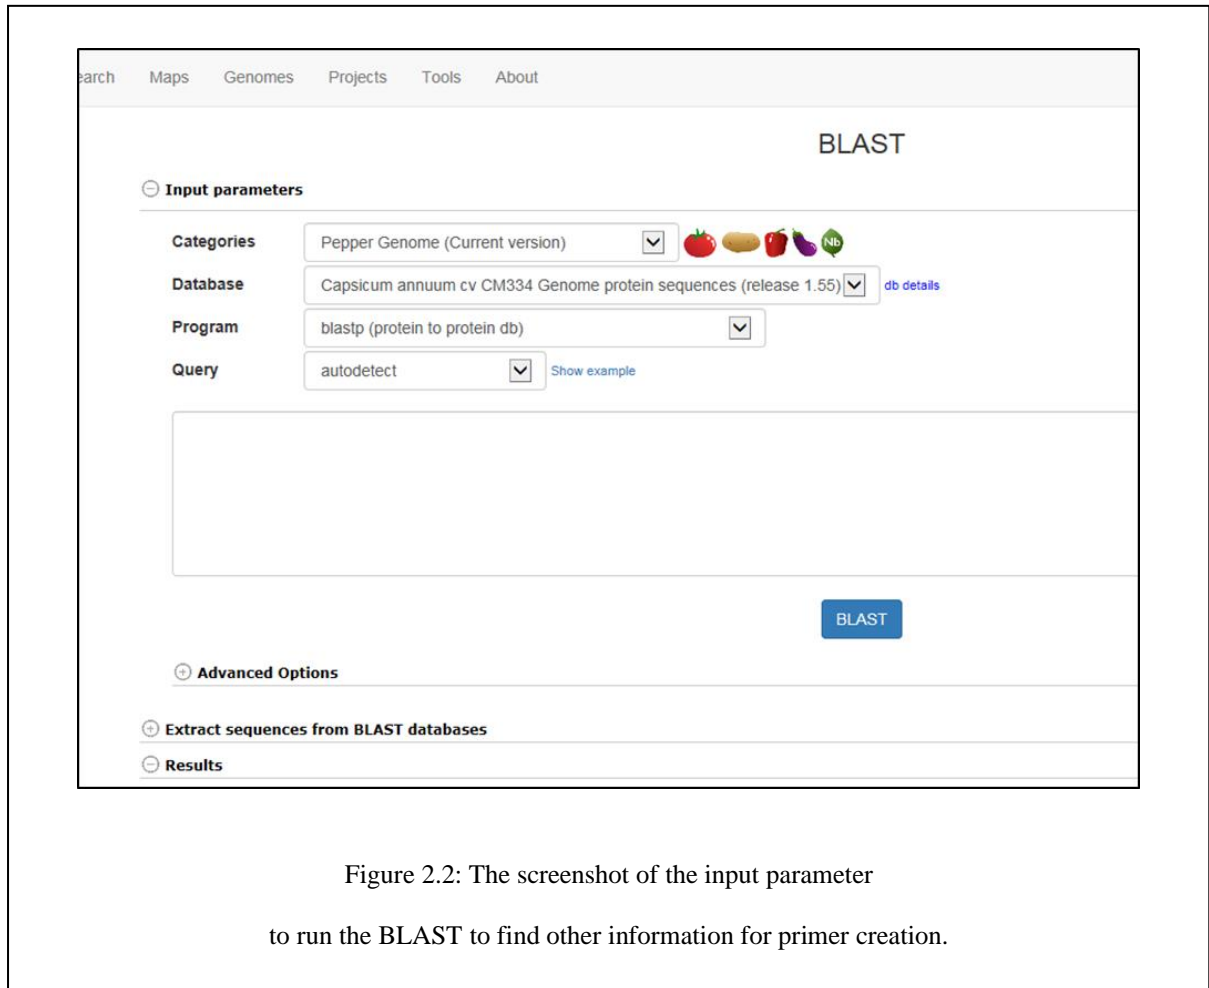 earch Maps Genomes Projects Tools About
BLAST
Input parameters
Categories Pepper Genome (Current version) Nb
Database Capsicum annuum cv CM334 Genome protein sequences (release 1.55) db details
Program blastp (protein to protein db)
Query autodetect Show example
BLAST
Advanced Options
Extract sequences from BLAST databases
Results
Figure 2.2: The screenshot of the input parameter
to run the BLAST to find other information for primer creation.